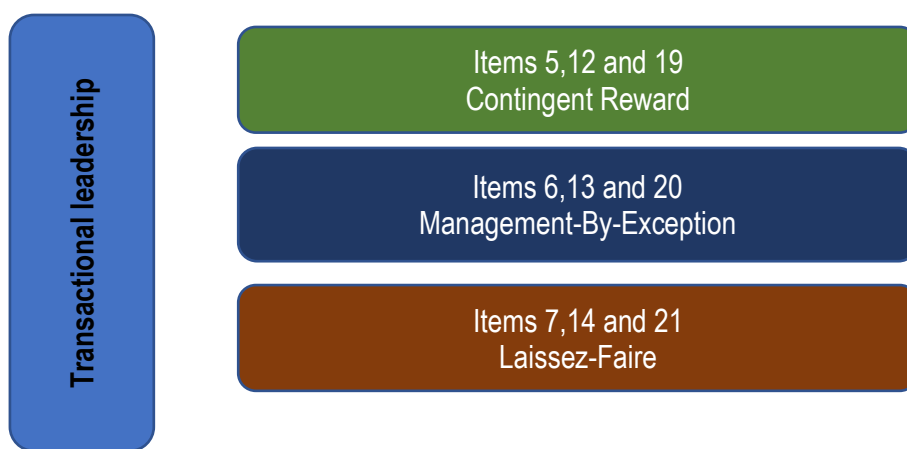 Transactional leadership
Items 5,12 and 19
Contingent Reward
Items 6,13 and 20
Management-By-Exception
Items 7,14 and 21
Laissez-Faire